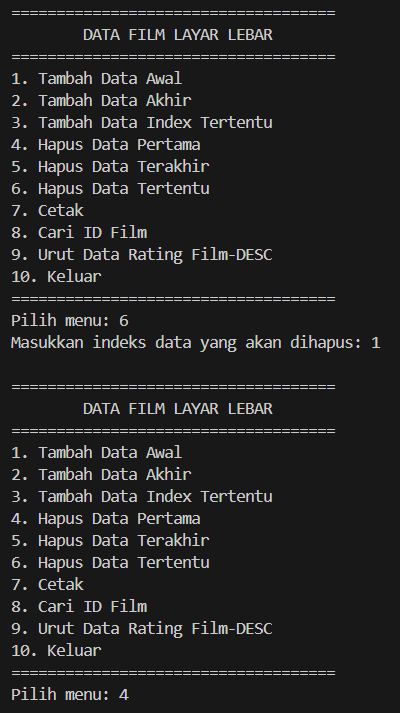 ====================================
DATA FILM LAYAR LEBAR
====================================
1. Tambah Data Awal
2. Tambah Data Akhir
3. Tambah Data Index Tertentu
4. Hapus Data Pertama
5. Hapus Data Terakhir
6. Hapus Data Tertentu
7. Cetak
8. Cari ID Film
9. Urut Data Rating Film-DESC
10. Keluar
====================================
Pilih menu: 6
Masukkan indeks data yang akan dihapus: 1
====================================
DATA FILM LAYAR LEBAR
====================================
1. Tambah Data Awal
2. Tambah Data Akhir
3. Tambah Data Index Tertentu
4. Hapus Data Pertama
5. Hapus Data Terakhir
6. Hapus Data Tertentu
7. Cetak
8. Cari ID Film
9. Urut Data Rating Film-DESC
10. Keluar
====================================
Pilih menu: 4